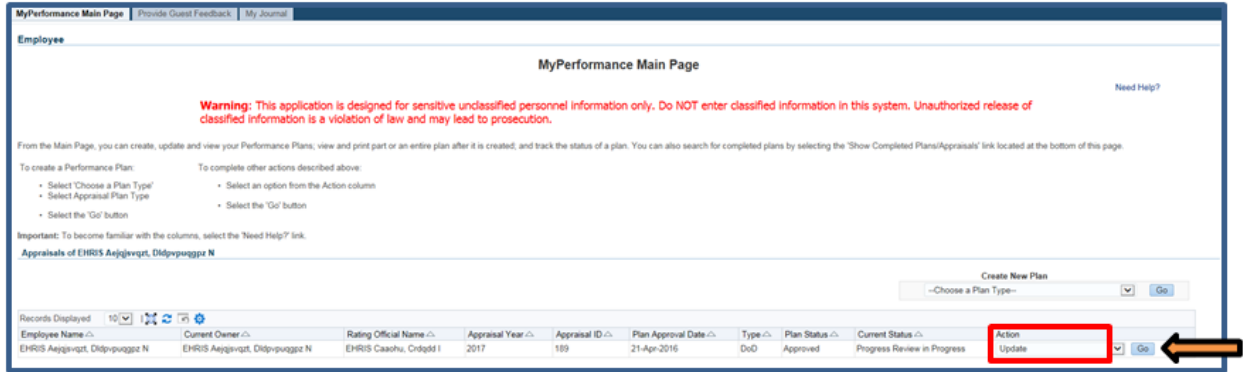 MyPerformance Main Page Provide Guest Feedback My Journal
Employee
MyPerformance Main Page
Need Help?
Warning: This application is designed for sensitive unclassified personnel information only. Do NOT enter classified information in this system. Unauthorized release of
classified information is a violation of law and may lead to prosecution.
From the Main Page, you can create, update and view your Performance Plans; view and print part or an entire plan after it is created; and track the status of a plan. You can also search for completed plans by selecting the 'Show Completed Plans/Appraisals' link located at the bottom of this page.
To create a Performance Plan: To complete other actions described above:
• Select 'Choose a Plan Type' • Select an option from the Action column
• Select Appraisal Plan Type
• Select the 'Go' button
• Select the 'Go' button
Important: To become familiar with the columns, select the 'Need Help?' link.
Appraisals of EHRIS Aejqjsvqzt, Dldpvpuqgpz N
Create New Plan
--Choose a Plan Type-- Go
Records Displayed 10
Employee Name Current Owner Rating Official Name Appraisal Year Appraisal ID Plan Approval Date Type Plan Status Current Status Action
EHRIS Aejqjsvqzt, Dldpvpuqgpz N EHRIS Aejqjsvqzt, Dldpvpuqgpz N EHRIS Caaohu, Crdqdd I 2017 189 21-Apr-2016 DoD Approved Progress Review in Progress Update Go